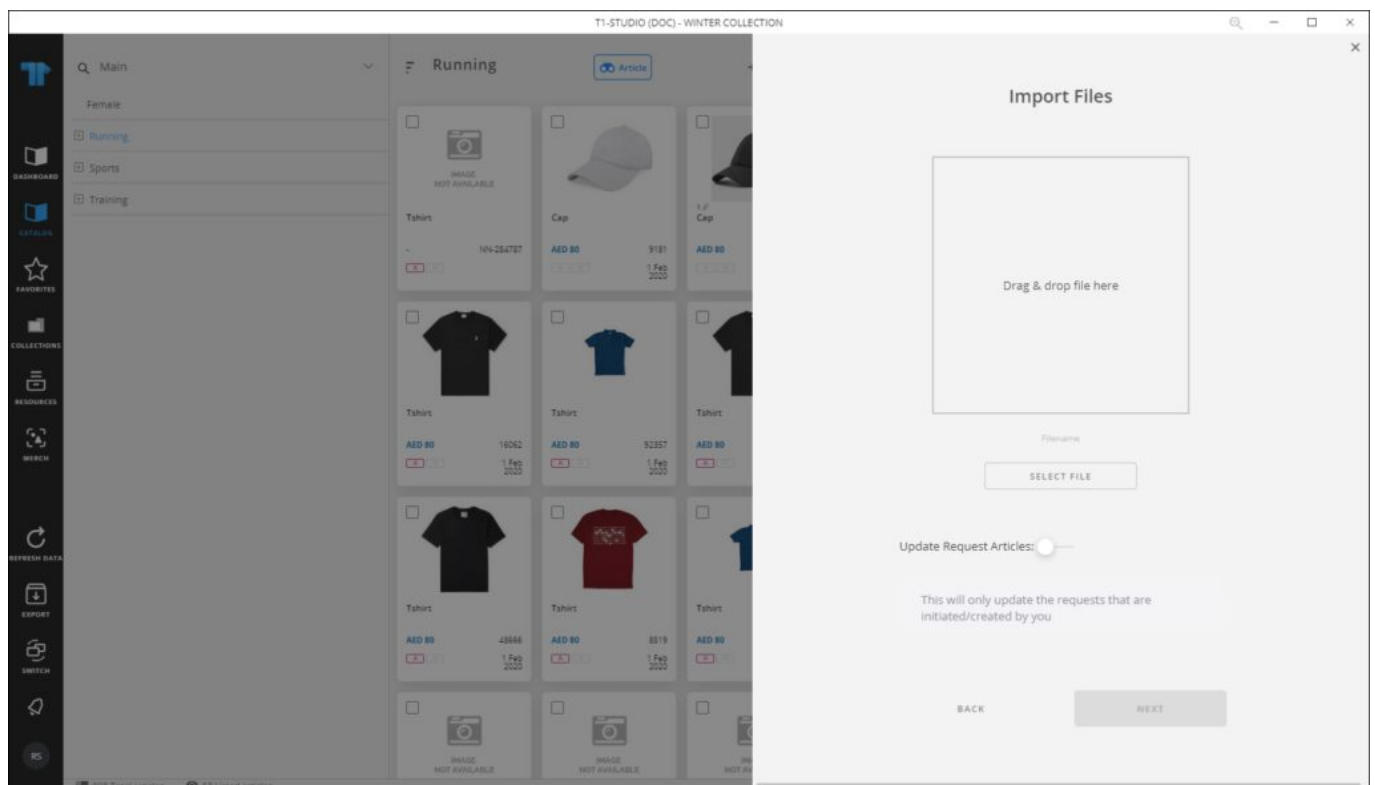 T1-STUDIO (DOC) - WINTER COLLECTION
Main
Female
Running
Sports
Training
DASHBOARD
CATALOG
FAVORITES
COLLECTIONS
RESOURCES
MERCH
REFRESH DATA
EXPORT
SWITCH
RS
Running
Article
IMAGE
NOT AVAILABLE
Tshirt
- NN-284787
Cap
AED 80 9181
1 Feb
2020
Cap
AED 80
Tshirt
AED 80 16062
1 Feb
2020
Tshirt
AED 80 92357
1 Feb
2020
Tshirt
AED 80
Tshirt
AED 80
1 Feb
2020
Tshirt
AED 80 8819
1 Feb
2020
Tshirt
AED 80
IMAGE
NOT AVAILABLE
IMAGE
NOT AVAILABLE
Import Files
Drag & drop file here
Filename
SELECT FILE
Update Request Articles:
This will only update the requests that are
initiated/created by you
BACK
NEXT